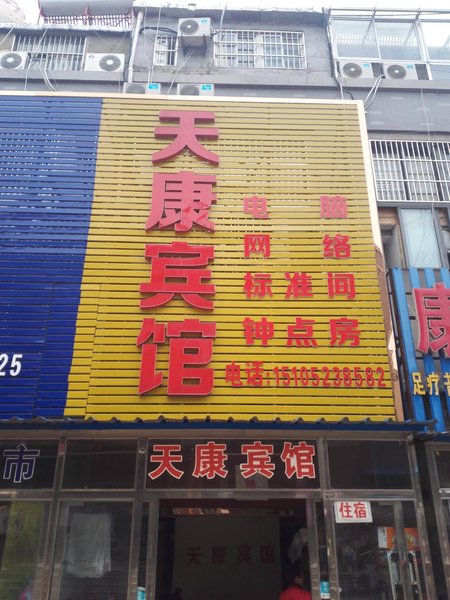 天康宾馆
电脑
网络
标准间
钟点房
电话:15105238582
25
康
足疗
市
天康宾馆
住宿
天康宾馆